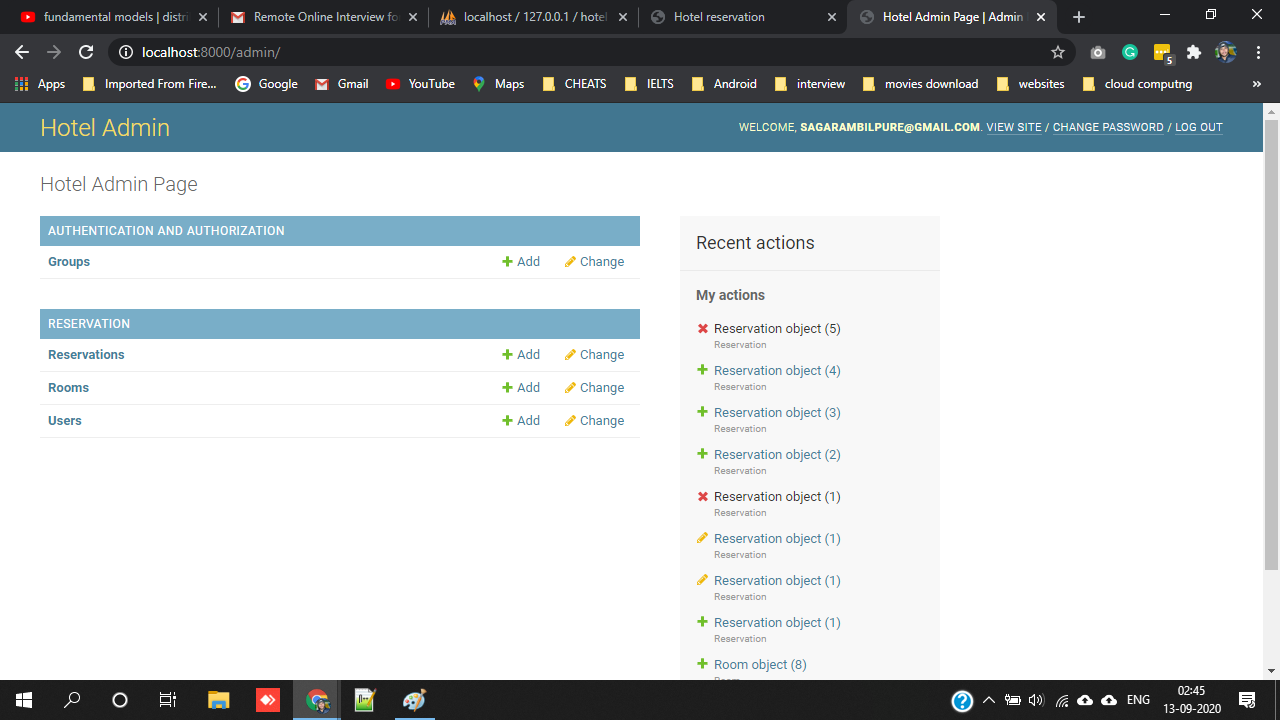 fundamental models | distri
Remote Online Interview fo
localhost / 127.0.0.1 / hotel
Hotel reservation
Hotel Admin Page | Admin
localhost:8000/admin/
5
Apps
Imported From Fire...
Google
Gmail
YouTube
Maps
CHEATS
IELTS
Android
interview
movies download
websites
cloud computng
»
Hotel Admin
WELCOME, SAGARAMBILPURE@GMAIL.COM. VIEW SITE / CHANGE PASSWORD / LOG OUT
Hotel Admin Page
AUTHENTICATION AND AUTHORIZATION
Groups Add Change
RESERVATION
Reservations Add Change
Rooms Add Change
Users Add Change
Recent actions
My actions
Reservation object (5)
Reservation
Reservation object (4)
Reservation
Reservation object (3)
Reservation
Reservation object (2)
Reservation
Reservation object (1)
Reservation
Reservation object (1)
Reservation
Reservation object (1)
Reservation
Reservation object (1)
Reservation
Room object (8)
Room
ENG
02:45
13-09-2020